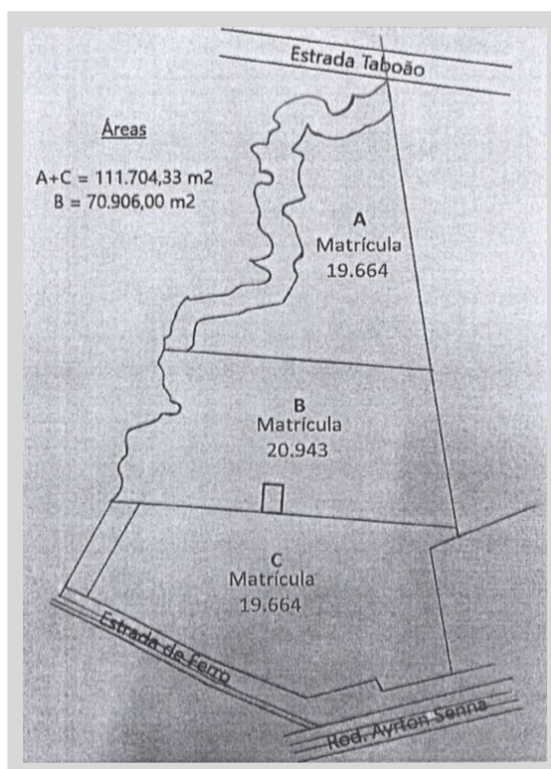 Estrada Taboão
Áreas
A+C = 111.704,33 m2
B = 70.906,00 m2
A
Matrícula
19.664
B
Matrícula
20.943
C
Matrícula
19.664
Estrada de Ferro
Rod. Ayrton Senna